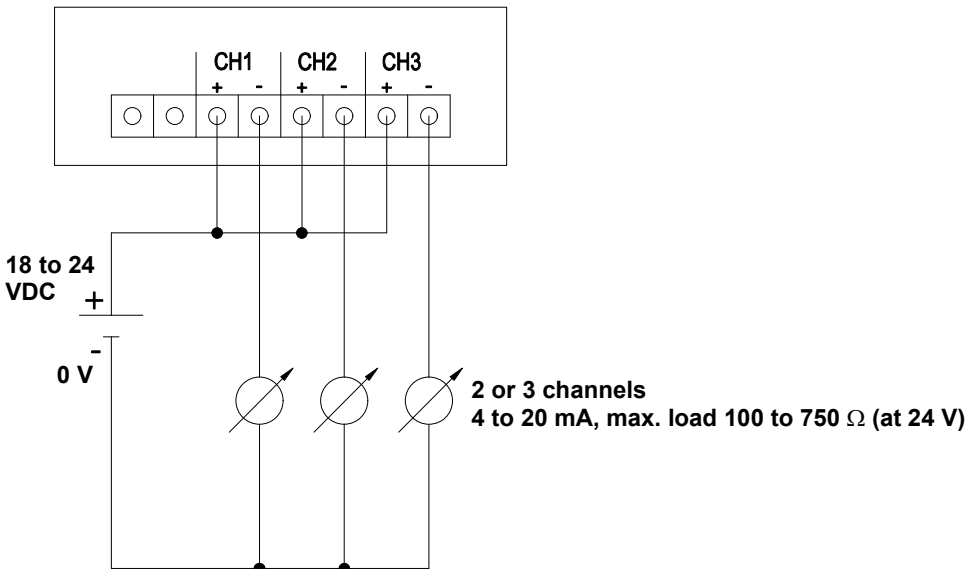 CH1 CH2 CH3
+ - + - + -
18 to 24
VDC
+
-
0 V
2 or 3 channels
4 to 20 mA, max. load 100 to 750 Ω (at 24 V)